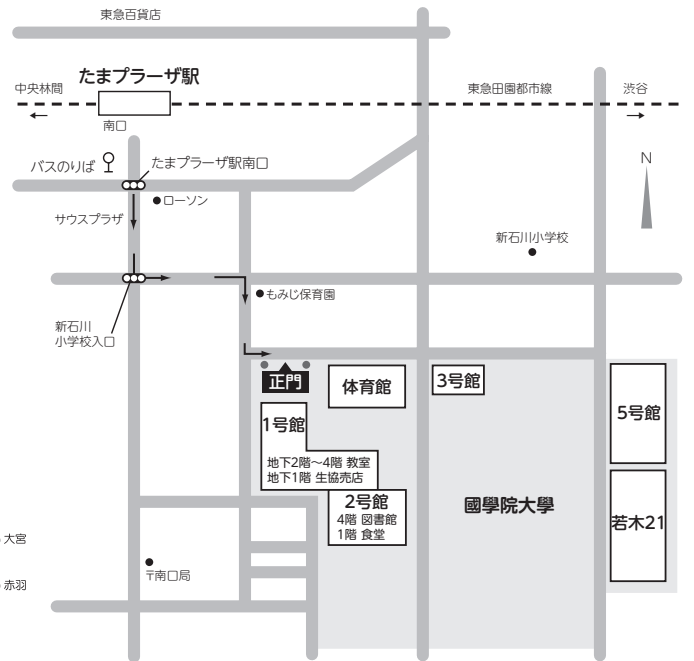 東急百貨店
たまプラーザ駅
中央林間
東急田園都市線
渋谷
南口
N
バスのりば
たまプラーザ駅南口
ローソン
サウスプラザ
新石川小学校
もみじ保育園
新石川
小学校入口
正門
体育館
3号館
5号館
1号館
地下2階〜4階 教室
地下1階 生協売店
2号館
4階 図書館
1階 食堂
國學院大學
若木21
大宮
〒南口局
赤羽